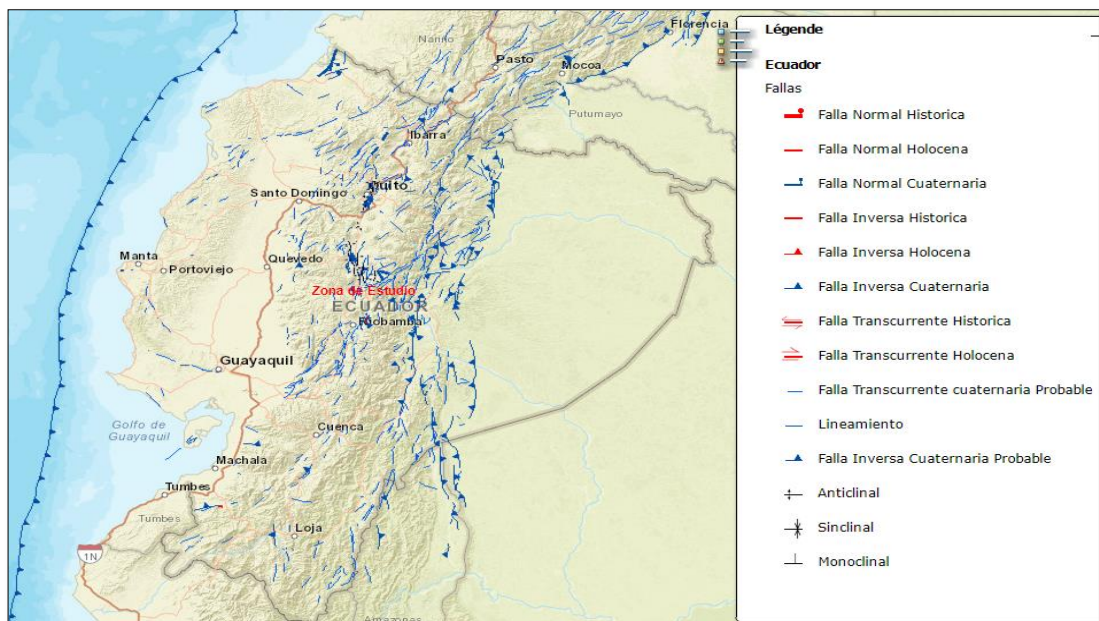 Florencia
Nariño
Pasto
Mocoa
Putumayo
Ibarra
Santo Domingo
Quito
Manta
Portoviejo
Quevedo
Zona de Estudio
ECUADOR
Riobamba
Guayaquil
Golfo de
Guayaquil
Cuenca
Machala
Tumbes
Tumbes
Loja
1N
Amazonas
Légende
Ecuador
Fallas
Falla Normal Historica
Falla Normal Holocena
Falla Normal Cuaternaria
Falla Inversa Historica
Falla Inversa Holocena
Falla Inversa Cuaternaria
Falla Transcurrente Historica
Falla Transcurrente Holocena
Falla Transcurrente cuaternaria Probable
Lineamiento
Falla Inversa Cuaternaria Probable
Anticlinal
Sinclinal
Monoclinal